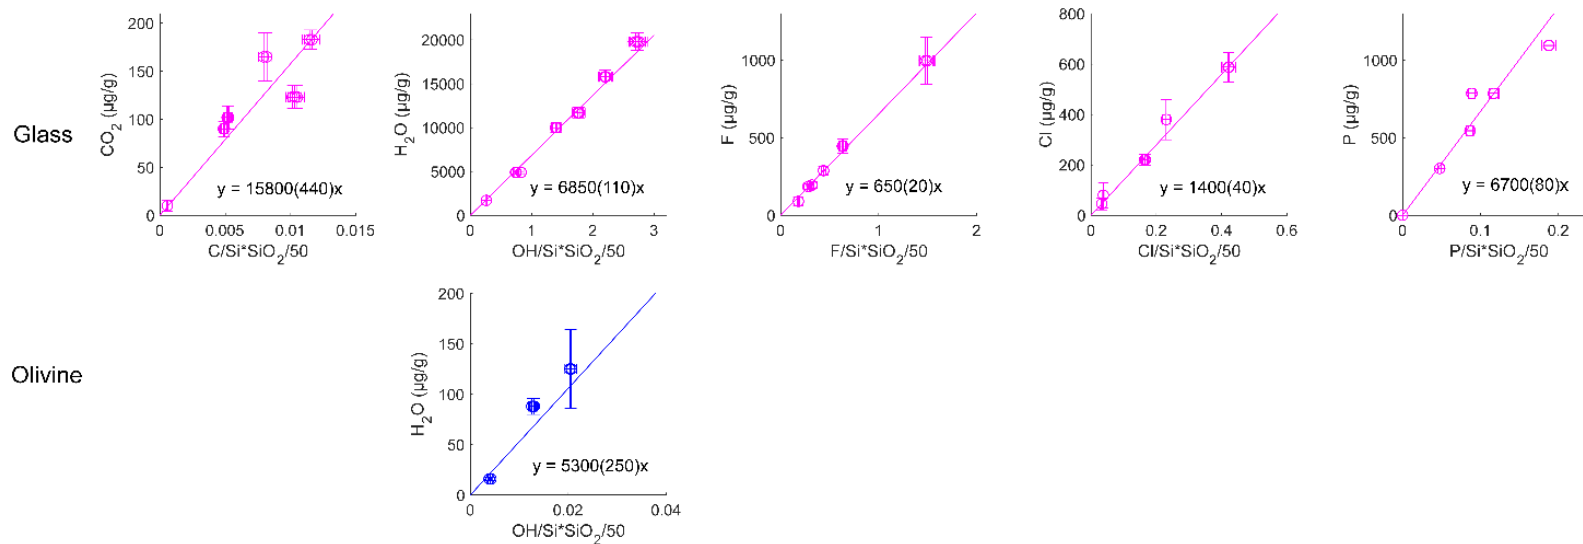 Glass
CO2 (µg/g)
200
150
100
50
0
0
0.005
0.01
0.015
C/Si*SiO2/50
y = 15800(440)x
H2O (µg/g)
20000
15000
10000
5000
0
0
1
2
3
OH/Si*SiO2/50
y = 6850(110)x
F (µg/g)
1000
500
0
0
1
2
F/Si*SiO2/50
y = 650(20)x
Cl (µg/g)
800
600
400
200
0
0
0.2
0.4
0.6
Cl/Si*SiO2/50
y = 1400(40)x
P (µg/g)
1000
500
0
0
0.1
0.2
P/Si*SiO2/50
y = 6700(80)x
Olivine
H2O (µg/g)
200
150
100
50
0
0
0.02
0.04
OH/Si*SiO2/50
y = 5300(250)x